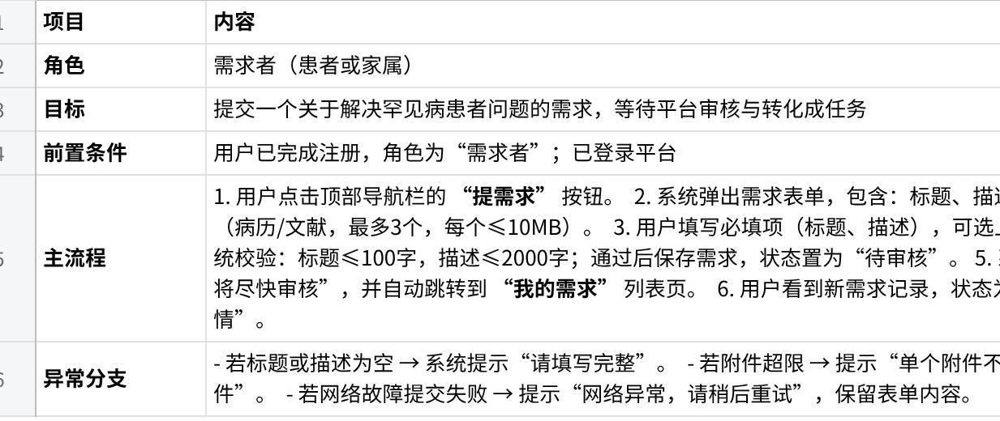 1 项目 内容
2 角色 需求者（患者或家属）
3 目标 提交一个关于解决罕见病患者问题的需求，等待平台审核与转化成任务
4 前置条件 用户已完成注册，角色为“需求者”；已登录平台
5 主流程 1. 用户点击顶部导航栏的 “提需求” 按钮。 2. 系统弹出需求表单，包含：标题、描述
（病历/文献，最多3个，每个≤10MB）。 3. 用户填写必填项（标题、描述），可选
统校验：标题≤100字，描述≤2000字；通过后保存需求，状态置为“待审核”。 5.
将尽快审核”，并自动跳转到 “我的需求” 列表页。 6. 用户看到新需求记录，状态为
情”。
6 异常分支 - 若标题或描述为空 → 系统提示“请填写完整”。 - 若附件超限 → 提示“单个附件不
件”。 - 若网络故障提交失败 → 提示“网络异常，请稍后重试”，保留表单内容。